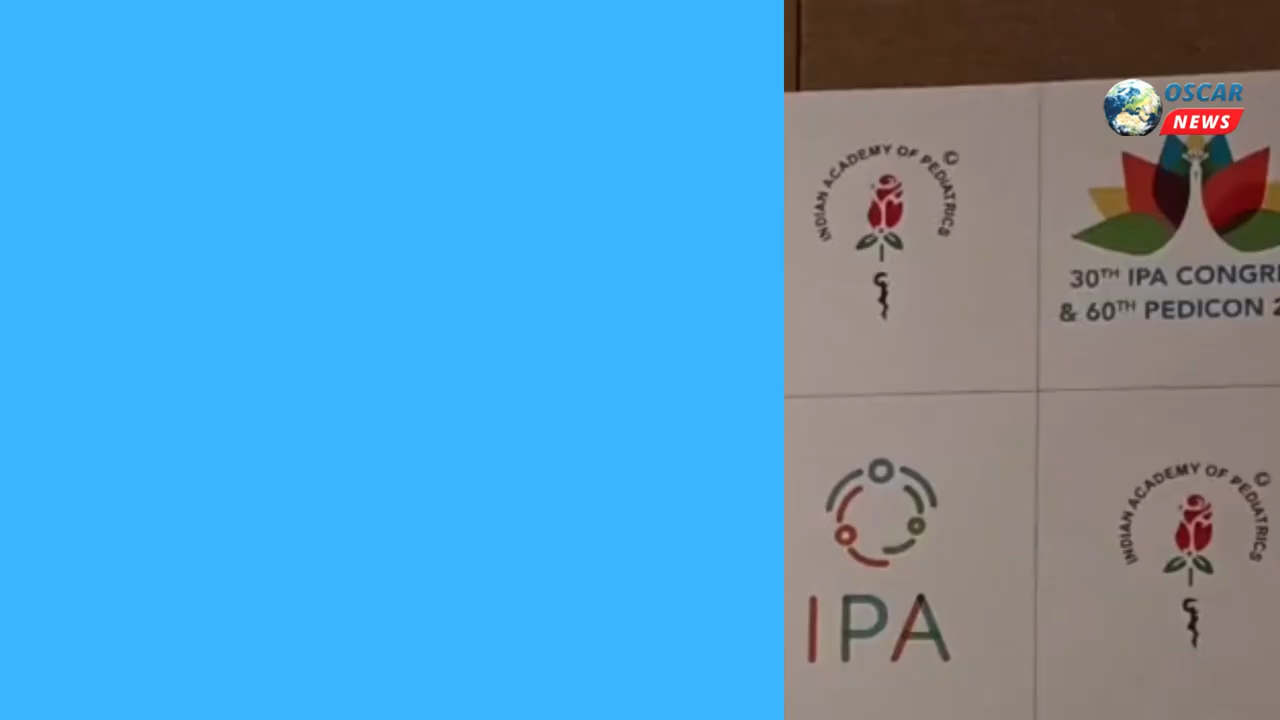 OSCAR
NEWS
INDIAN ACADEMY OF PEDIATRICS
©
30TH IPA CONGR
& 60TH PEDICON
IPA
INDIAN ACADEMY OF PEDIATRICS
©